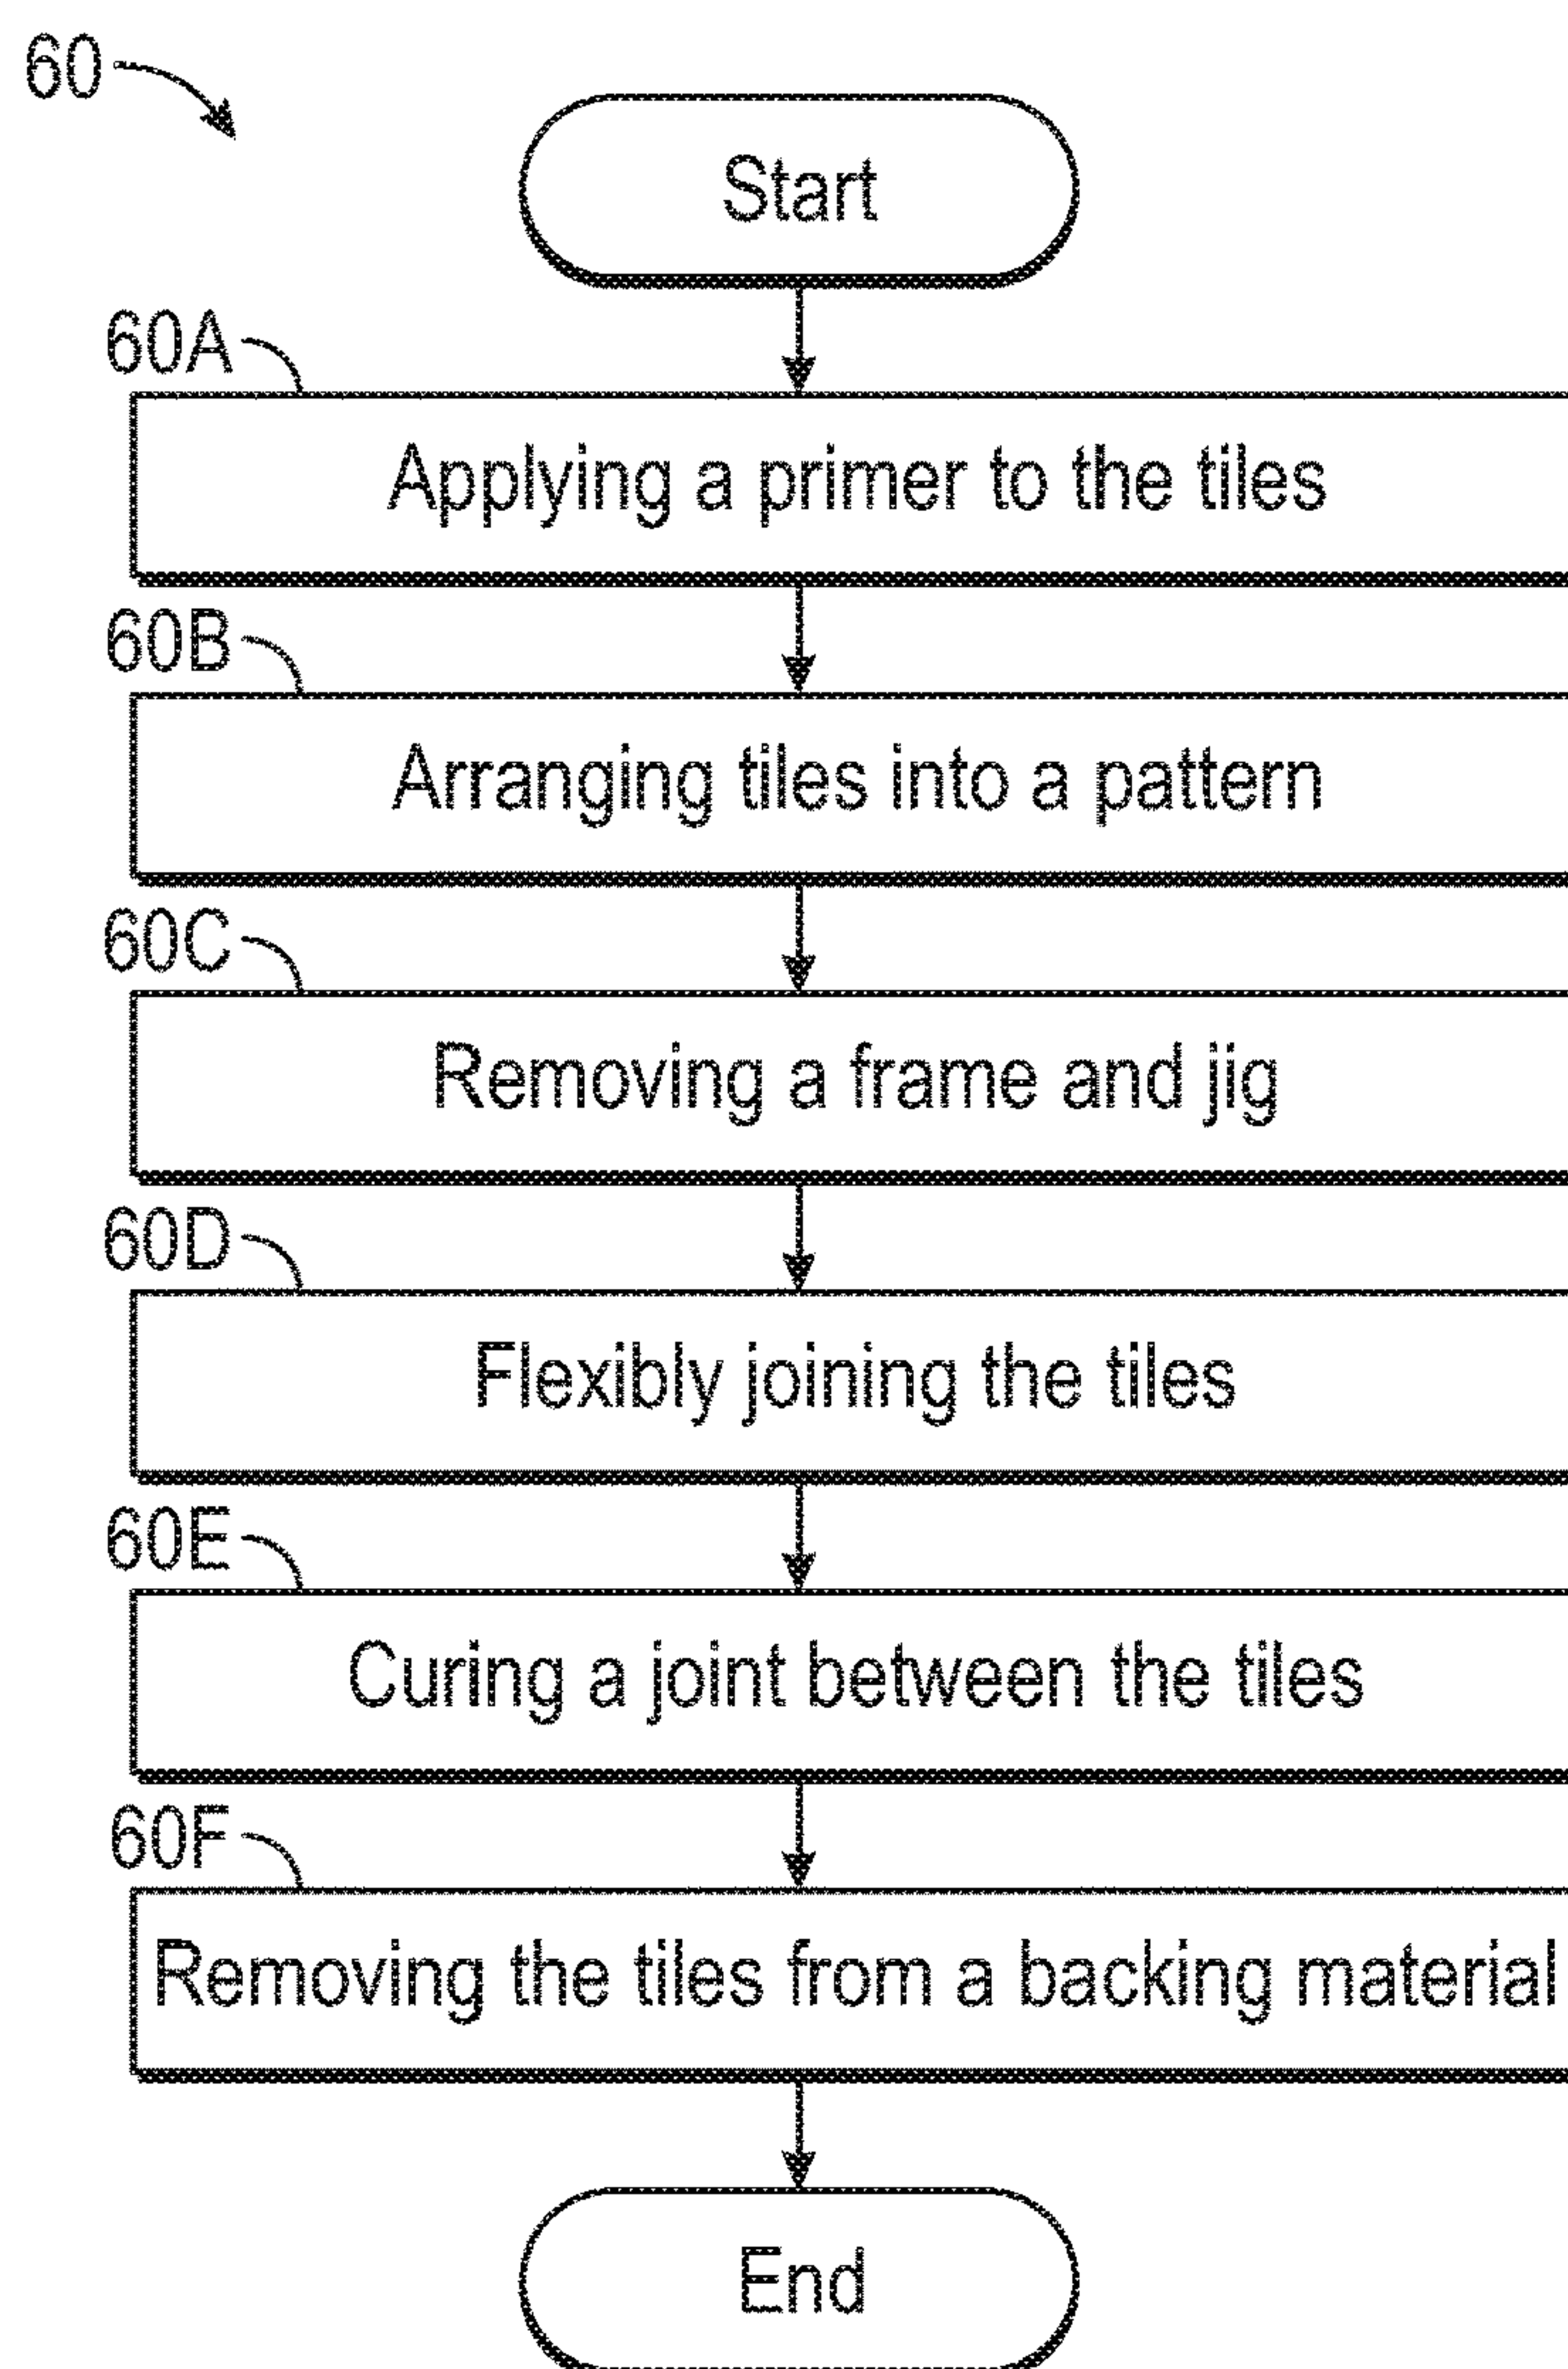 60
Start
60A
Applying a primer to the tiles
60B
Arranging tiles into a pattern
60C
Removing a frame and jig
60D
Flexibly joining the tiles
60E
Curing a joint between the tiles
60F
Removing the tiles from a backing material
End